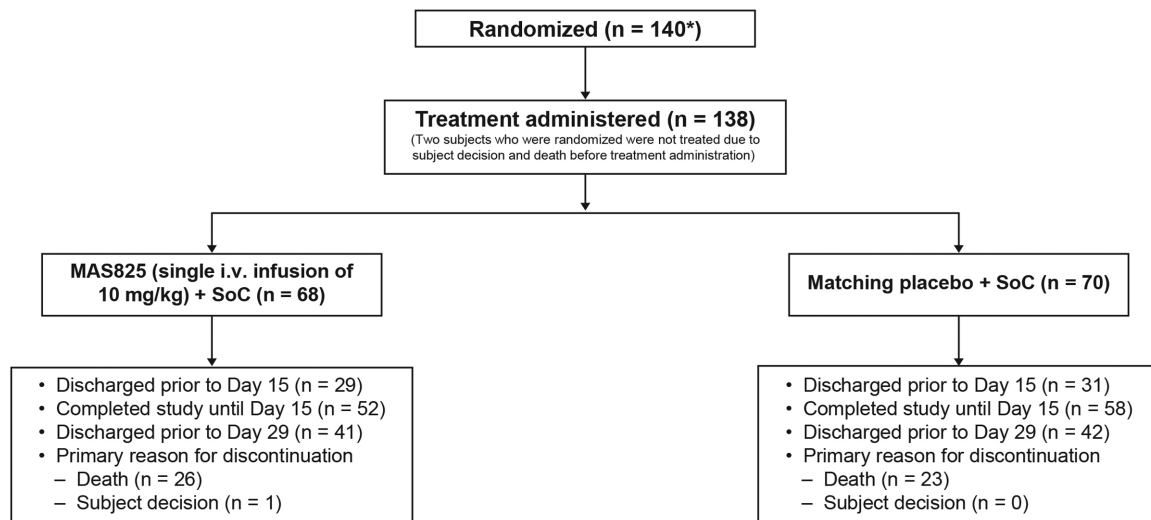 Randomized (n = 140*)
Treatment administered (n = 138)
(Two subjects who were randomized were not treated due to
subject decision and death before treatment administration)
MAS825 (single i.v. infusion of
10 mg/kg) + SoC (n = 68)
Matching placebo + SoC (n = 70)
• Discharged prior to Day 15 (n = 29)
• Completed study until Day 15 (n = 52)
• Discharged prior to Day 29 (n = 41)
• Primary reason for discontinuation
– Death (n = 26)
– Subject decision (n = 1)
• Discharged prior to Day 15 (n = 31)
• Completed study until Day 15 (n = 58)
• Discharged prior to Day 29 (n = 42)
• Primary reason for discontinuation
– Death (n = 23)
– Subject decision (n = 0)